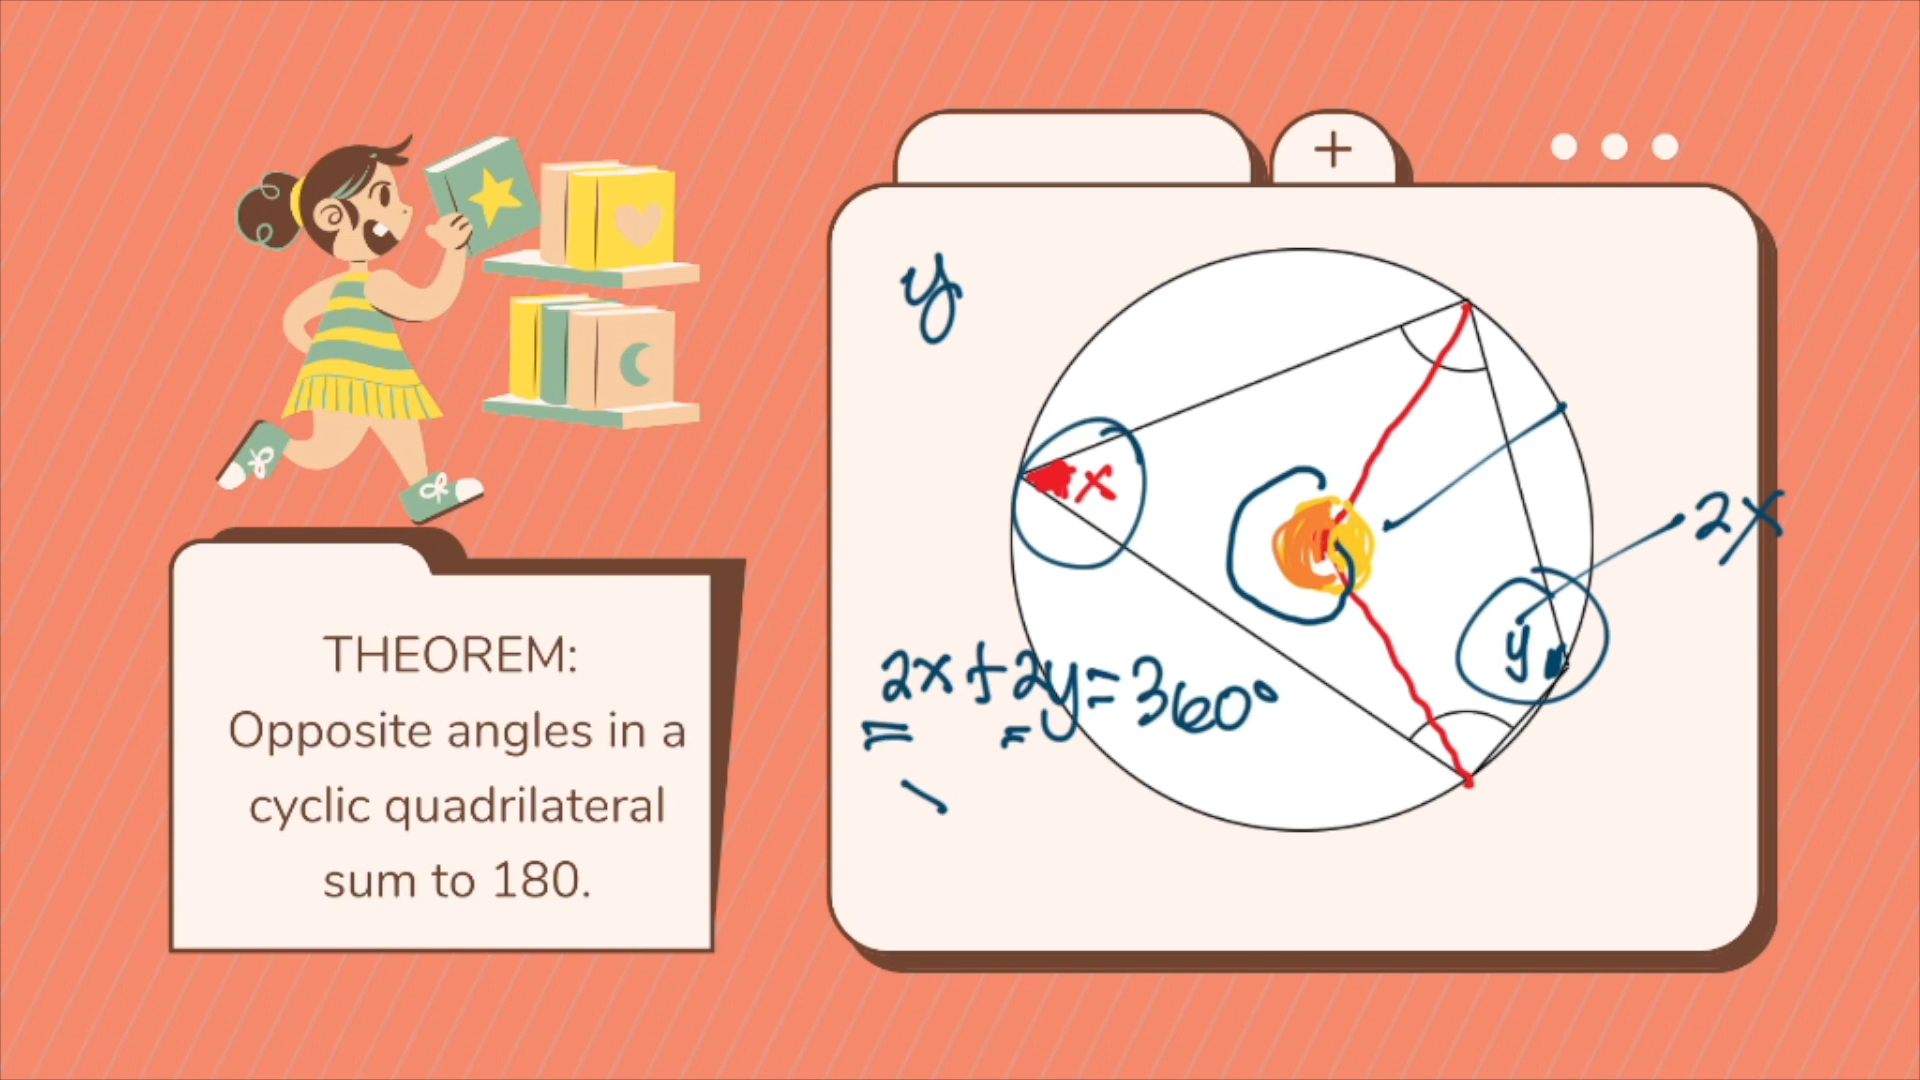 THEOREM:
Opposite angles in a
cyclic quadrilateral
sum to 180.
+
y
x
2x
y
2x+2y=360°